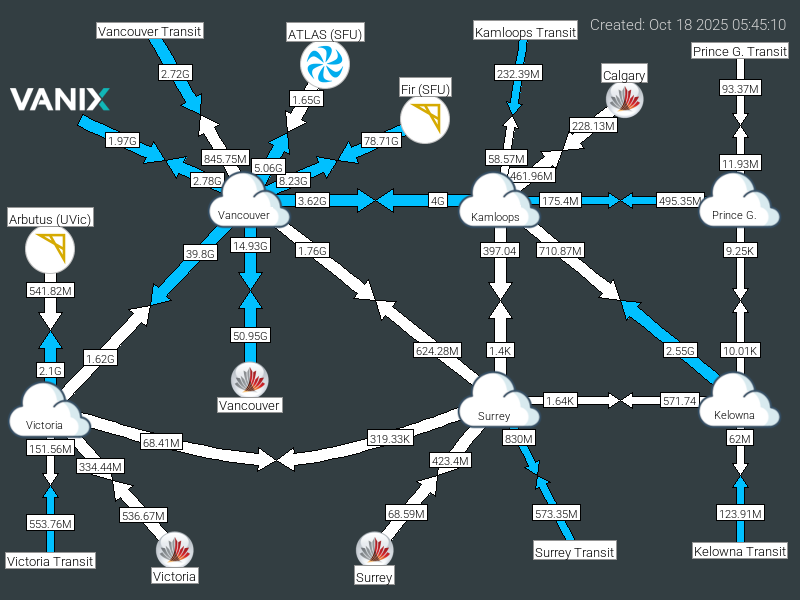 Created: Oct 18 2025 05:45:10
Vancouver Transit
ATLAS (SFU)
Kamloops Transit
Prince G. Transit
2.72G
232.39M
Calgary
Fir (SFU)
93.37M
VANIX
1.65G
228.13M
1.97G
78.71G
845.75M
58.57M
11.93M
5.06G
461.96M
2.78G
8.23G
3.62G
4G
175.4M
495.35M
Vancouver
Kamloops
Prince G.
Arbutus (UVic)
39.8G
14.93G
1.76G
397.04
710.87M
9.25K
541.82M
50.95G
624.28M
1.4K
2.55G
10.01K
1.62G
2.1G
Vancouver
1.64K
571.74
Victoria
Surrey
Kelowna
68.41M
319.33K
830M
62M
151.56M
334.44M
423.4M
553.76M
536.67M
68.59M
573.35M
123.91M
Victoria Transit
Victoria
Surrey
Surrey Transit
Kelowna Transit